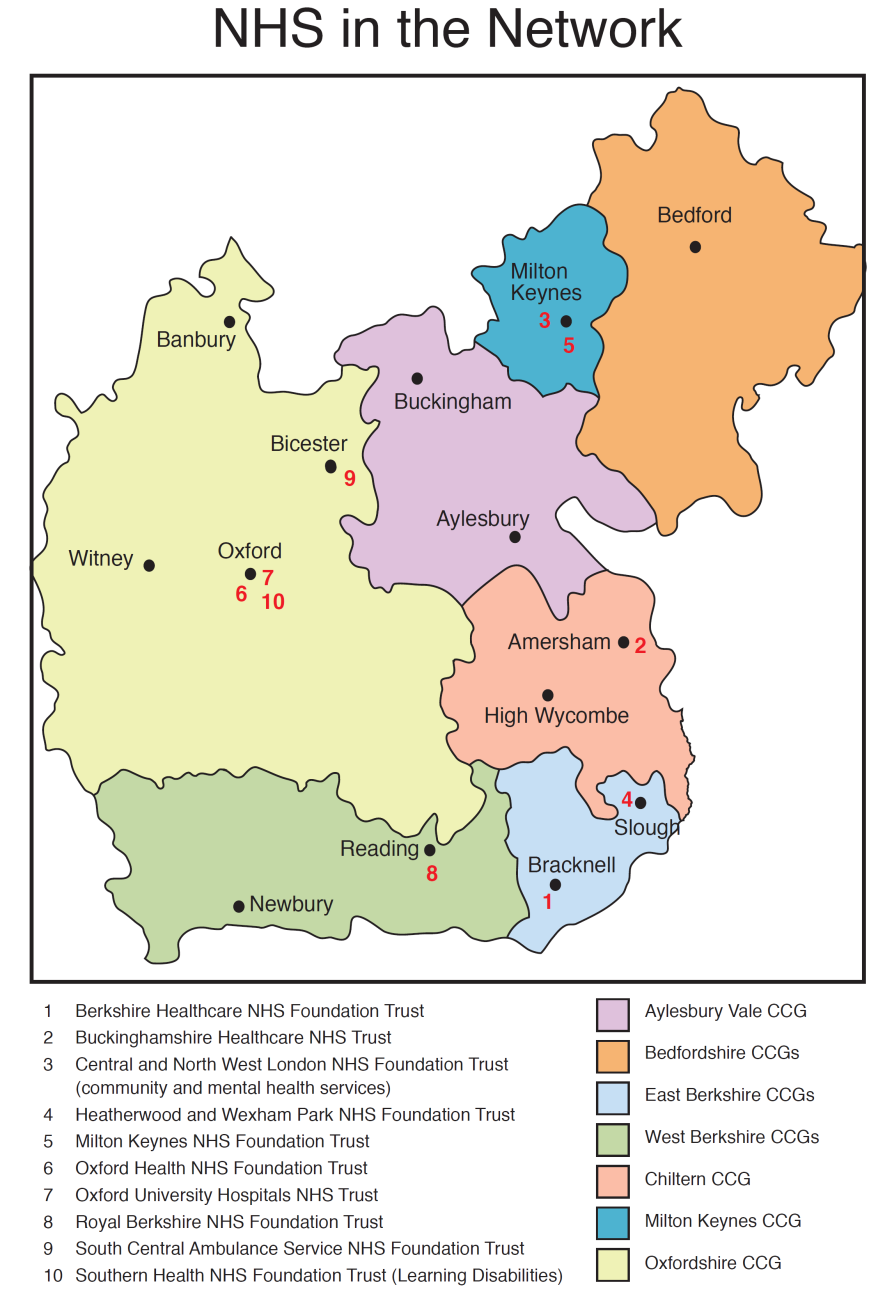 NHS in the Network
Bedford
Milton
Keynes
3
5
Banbury
Buckingham
Bicester
9
Aylesbury
Witney
Oxford
7
6
10
Amersham
2
High Wycombe
4
Slough
Reading
8
Bracknell
1
Newbury
1 Berkshire Healthcare NHS Foundation Trust
2 Buckinghamshire Healthcare NHS Trust
3 Central and North West London NHS Foundation Trust
(community and mental health services)
4 Heatherwood and Wexham Park NHS Foundation Trust
5 Milton Keynes NHS Foundation Trust
6 Oxford Health NHS Foundation Trust
7 Oxford University Hospitals NHS Trust
8 Royal Berkshire NHS Foundation Trust
9 South Central Ambulance Service NHS Foundation Trust
10 Southern Health NHS Foundation Trust (Learning Disabilities)
Aylesbury Vale CCG
Bedfordshire CCGs
East Berkshire CCGs
West Berkshire CCGs
Chiltern CCG
Milton Keynes CCG
Oxfordshire CCG